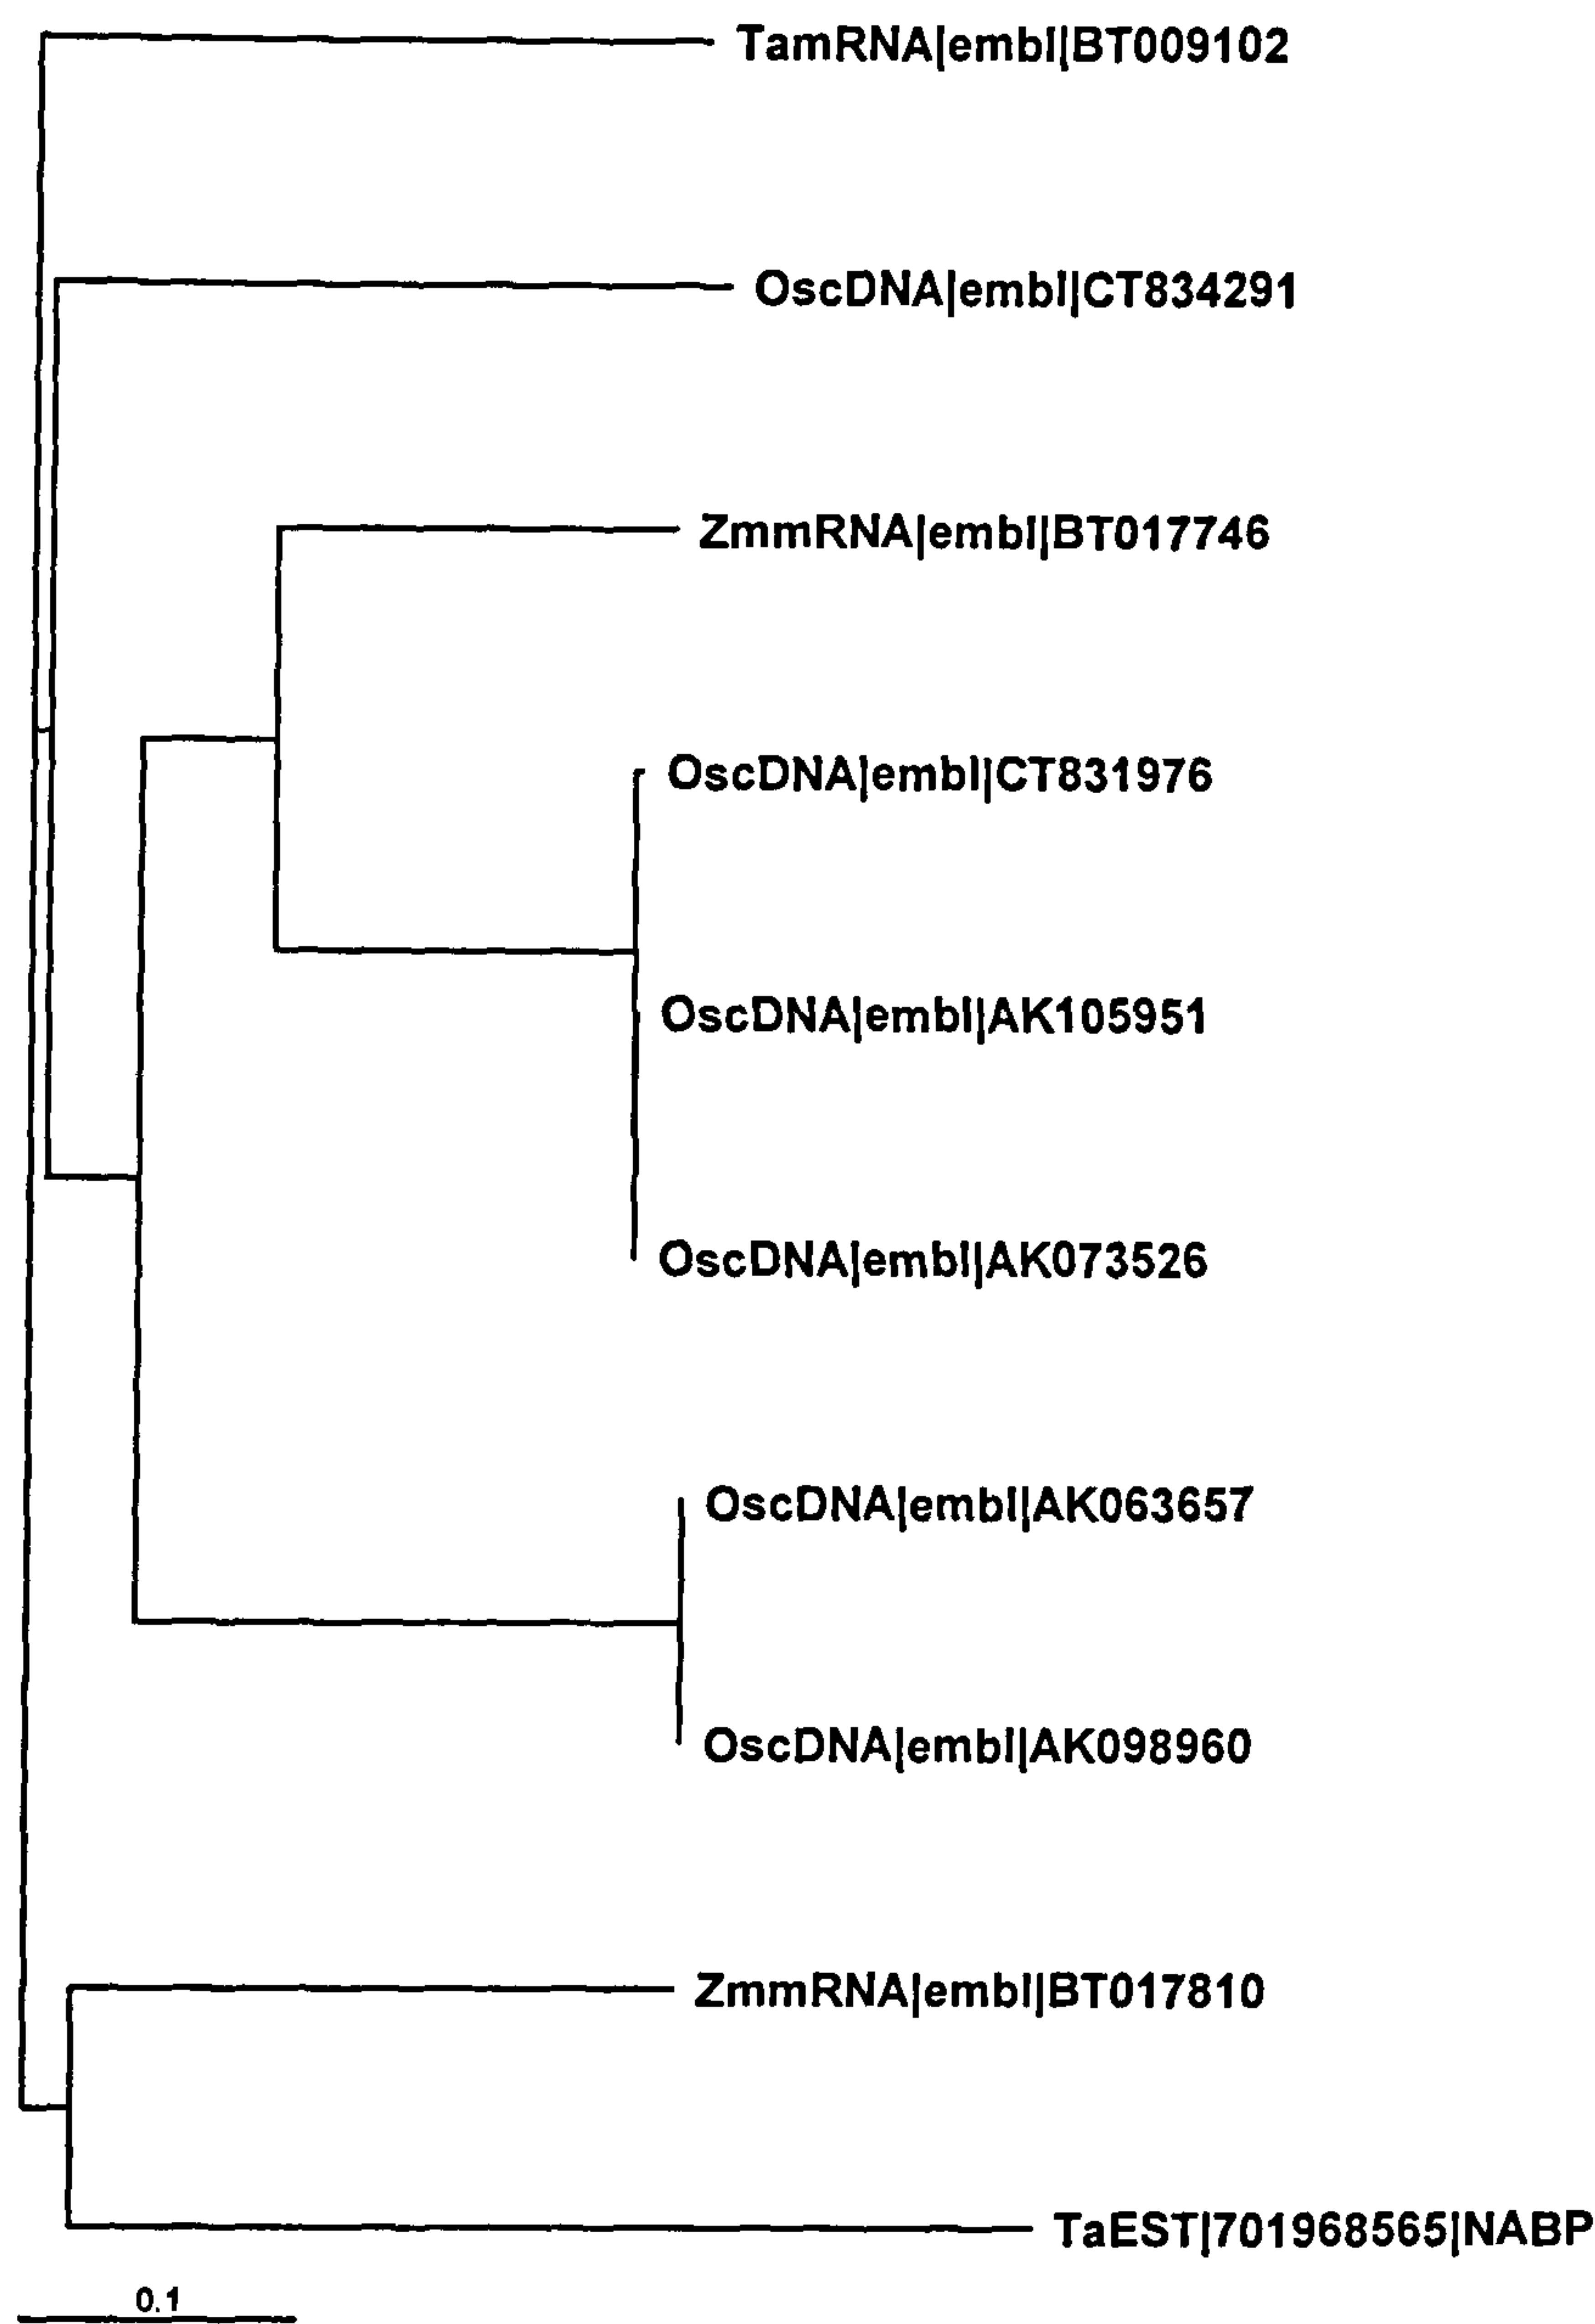 TamRNA|embl|BT009102
OscDNA|embl|CT834291
ZmmRNA|embl|BT017746
OscDNA|embl|CT831976
OscDNA|embl|AK105951
OscDNA|embl|AK073526
OscDNA|embl|AK063657
OscDNA|embl|AK098960
ZmmRNA|embl|BT017810
TaEST|701968565|NABP
0.1